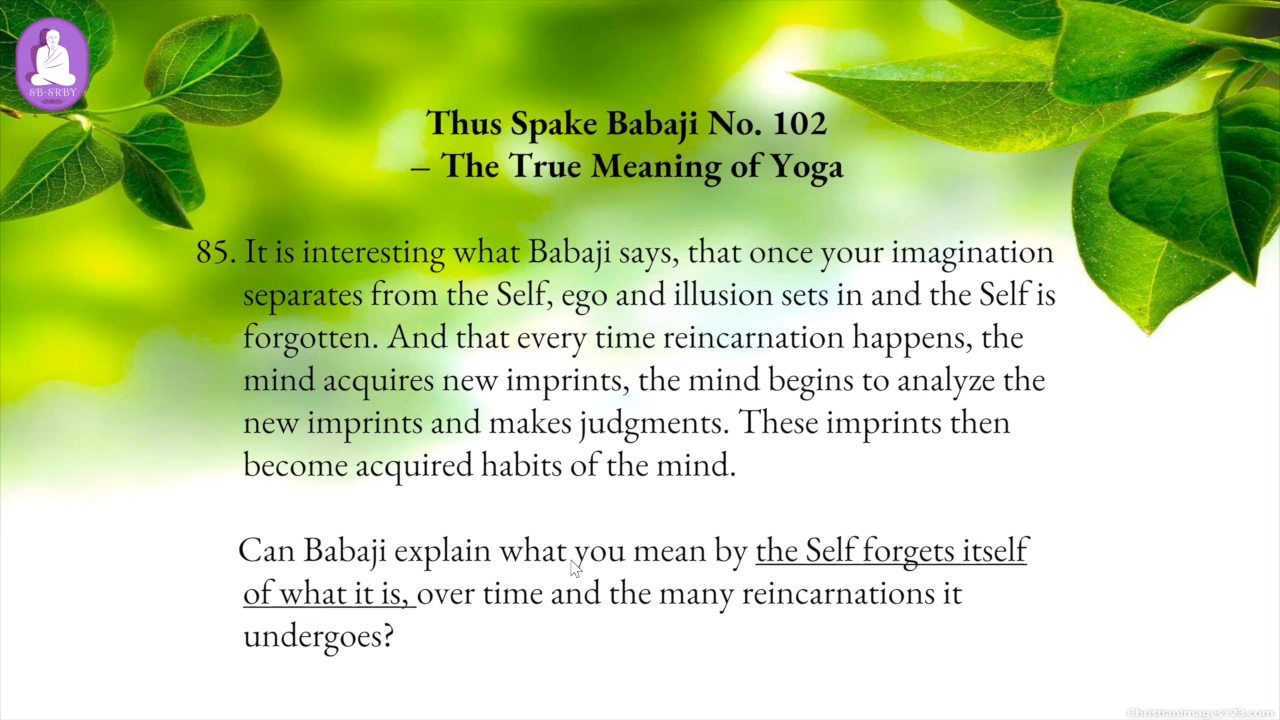 SB-SRBY
Thus Spake Babaji No. 102
– The True Meaning of Yoga
85. It is interesting what Babaji says, that once your imagination
separates from the Self, ego and illusion sets in and the Self is
forgotten. And that every time reincarnation happens, the
mind acquires new imprints, the mind begins to analyze the
new imprints and makes judgments. These imprints then
become acquired habits of the mind.
Can Babaji explain what you mean by the Self forgets itself
of what it is, over time and the many reincarnations it
undergoes?
ChristianImages123.com